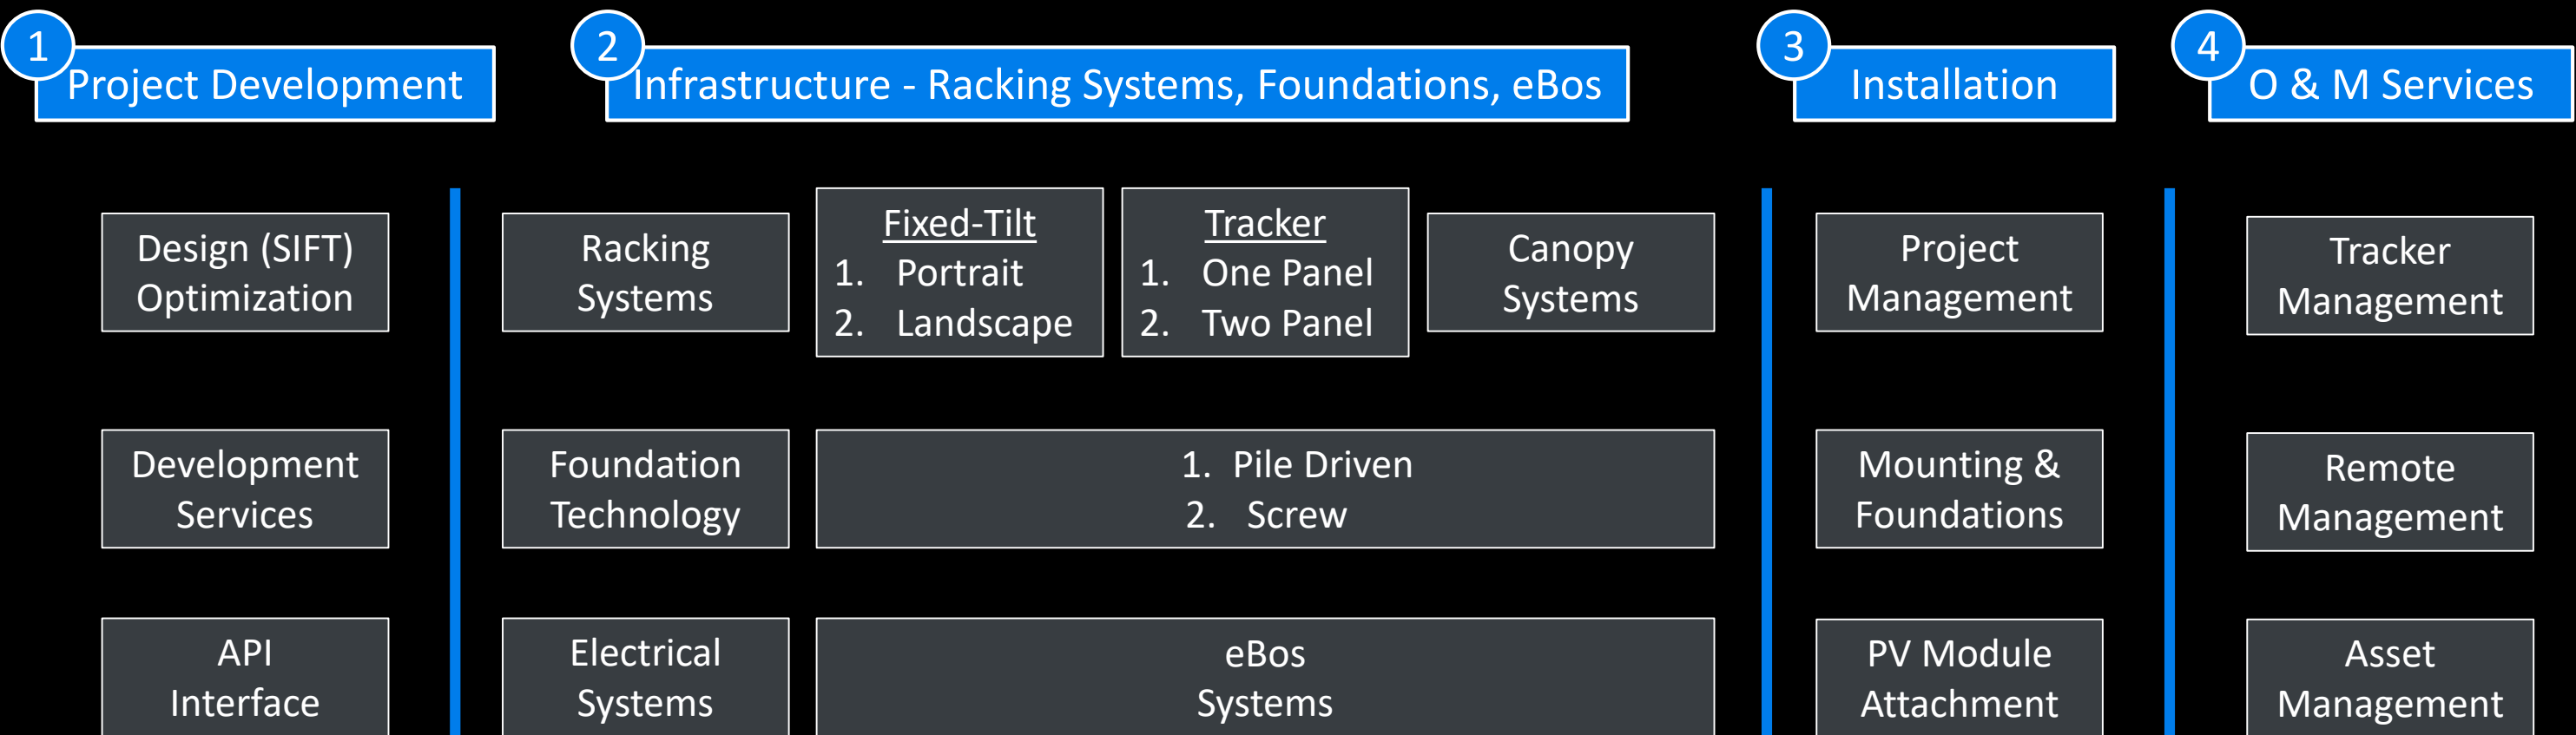 1
Project Development
2
Infrastructure - Racking Systems, Foundations, eBos
3
Installation
4
O & M Services
Design (SIFT)
Optimization
Racking
Systems
Fixed-Tilt
1. Portrait
2. Landscape
Tracker
1. One Panel
2. Two Panel
Canopy
Systems
Project
Management
Tracker
Management
Development
Services
Foundation
Technology
1. Pile Driven
2. Screw
Mounting &
Foundations
Remote
Management
API
Interface
Electrical
Systems
eBos
Systems
PV Module
Attachment
Asset
Management